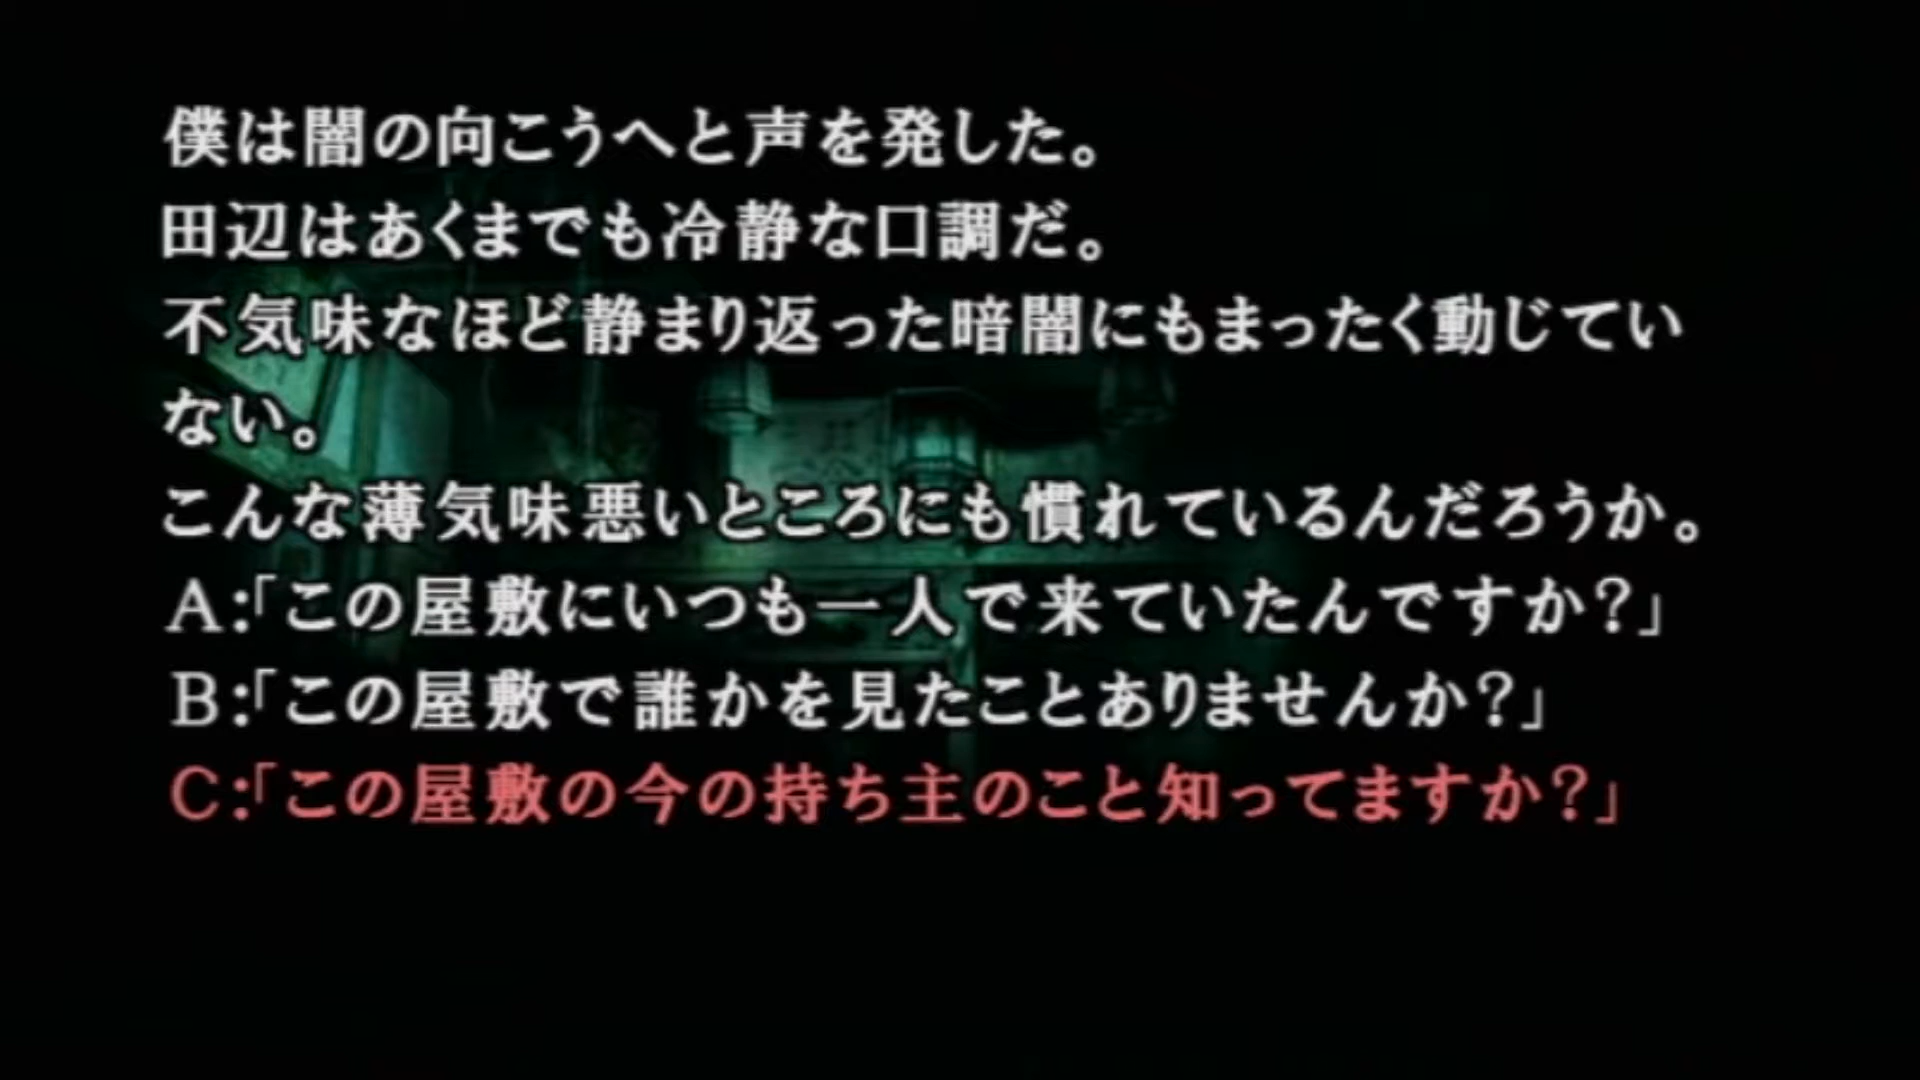 僕は闇の向こうへと声を発した。
田辺はあくまでも冷静な口調だ。
不気味なほど静まり返った暗闇にもまったく動じてい
ない。
こんな薄気味悪いところにも慣れているんだろうか。
A:「この屋敷にいつも一人で来ていたんですか？」
B:「この屋敷で誰かを見たことありませんか？」
C:「この屋敷の今の持ち主のこと知ってますか？」